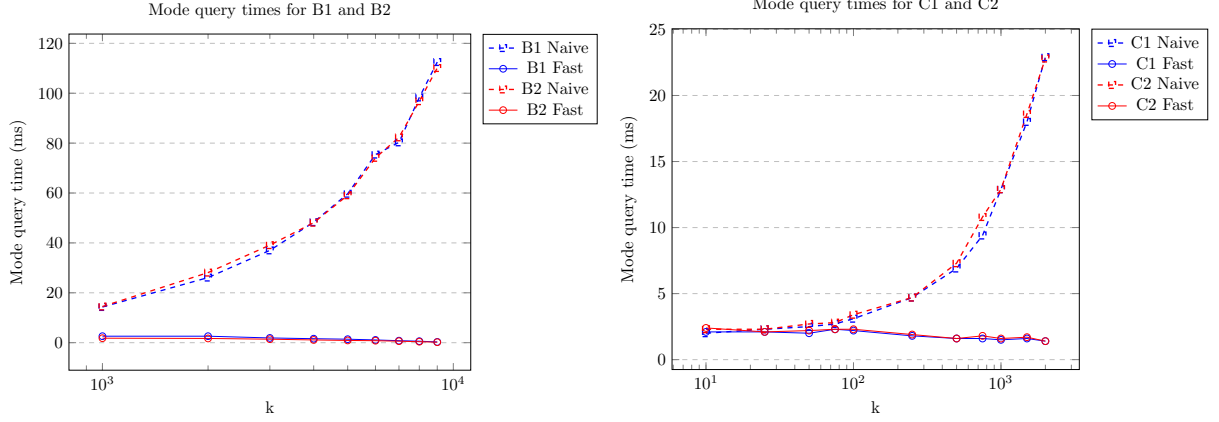 Mode query times for B1 and B2
120
100
80
60
40
20
0
10^3
10^4
k
Mode query time (ms)
B1 Naive
B1 Fast
B2 Naive
B2 Fast
Mode query times for C1 and C2
25
20
15
10
5
0
10^1
10^2
10^3
k
Mode query time (ms)
C1 Naive
C1 Fast
C2 Naive
C2 Fast